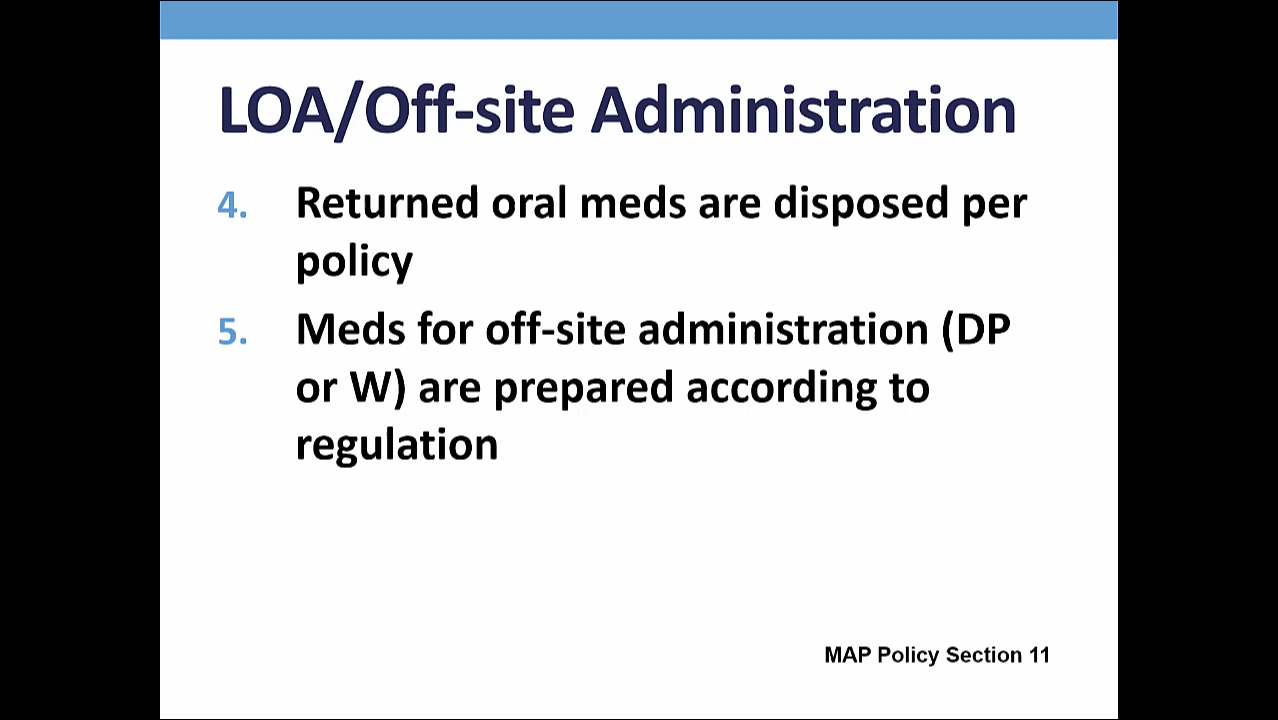 LOA/Off-site Administration
4. Returned oral meds are disposed per
policy
5. Meds for off-site administration (DP
or W) are prepared according to
regulation
MAP Policy Section 11